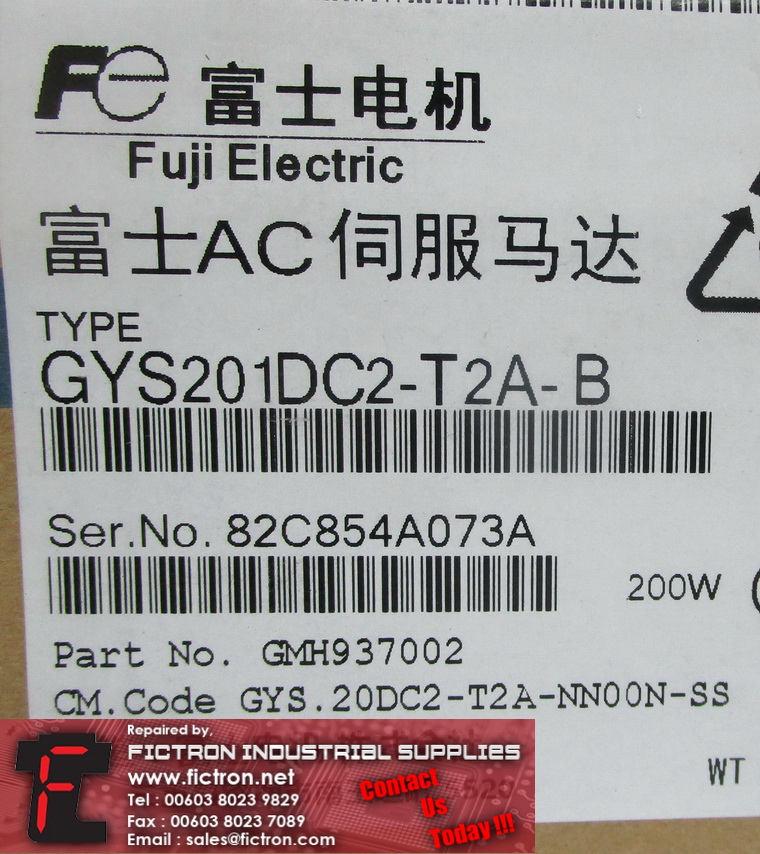 Fe 富士电机
Fuji Electric
富士AC伺服马达
TYPE
GYS201DC2-T2A-B
Ser.No. 82C854A073A
200W
Part No. GMH937002
CM.Code GYS.20DC2-T2A-NN00N-SS
WT
Repaired by,
FICTRON INDUSTRIAL SUPPLIES
www.fictron.net
Tel : 00603 8023 9829
Fax : 00603 8023 7089
Email : sales@fictron.com
Contact
Us
Today !!!